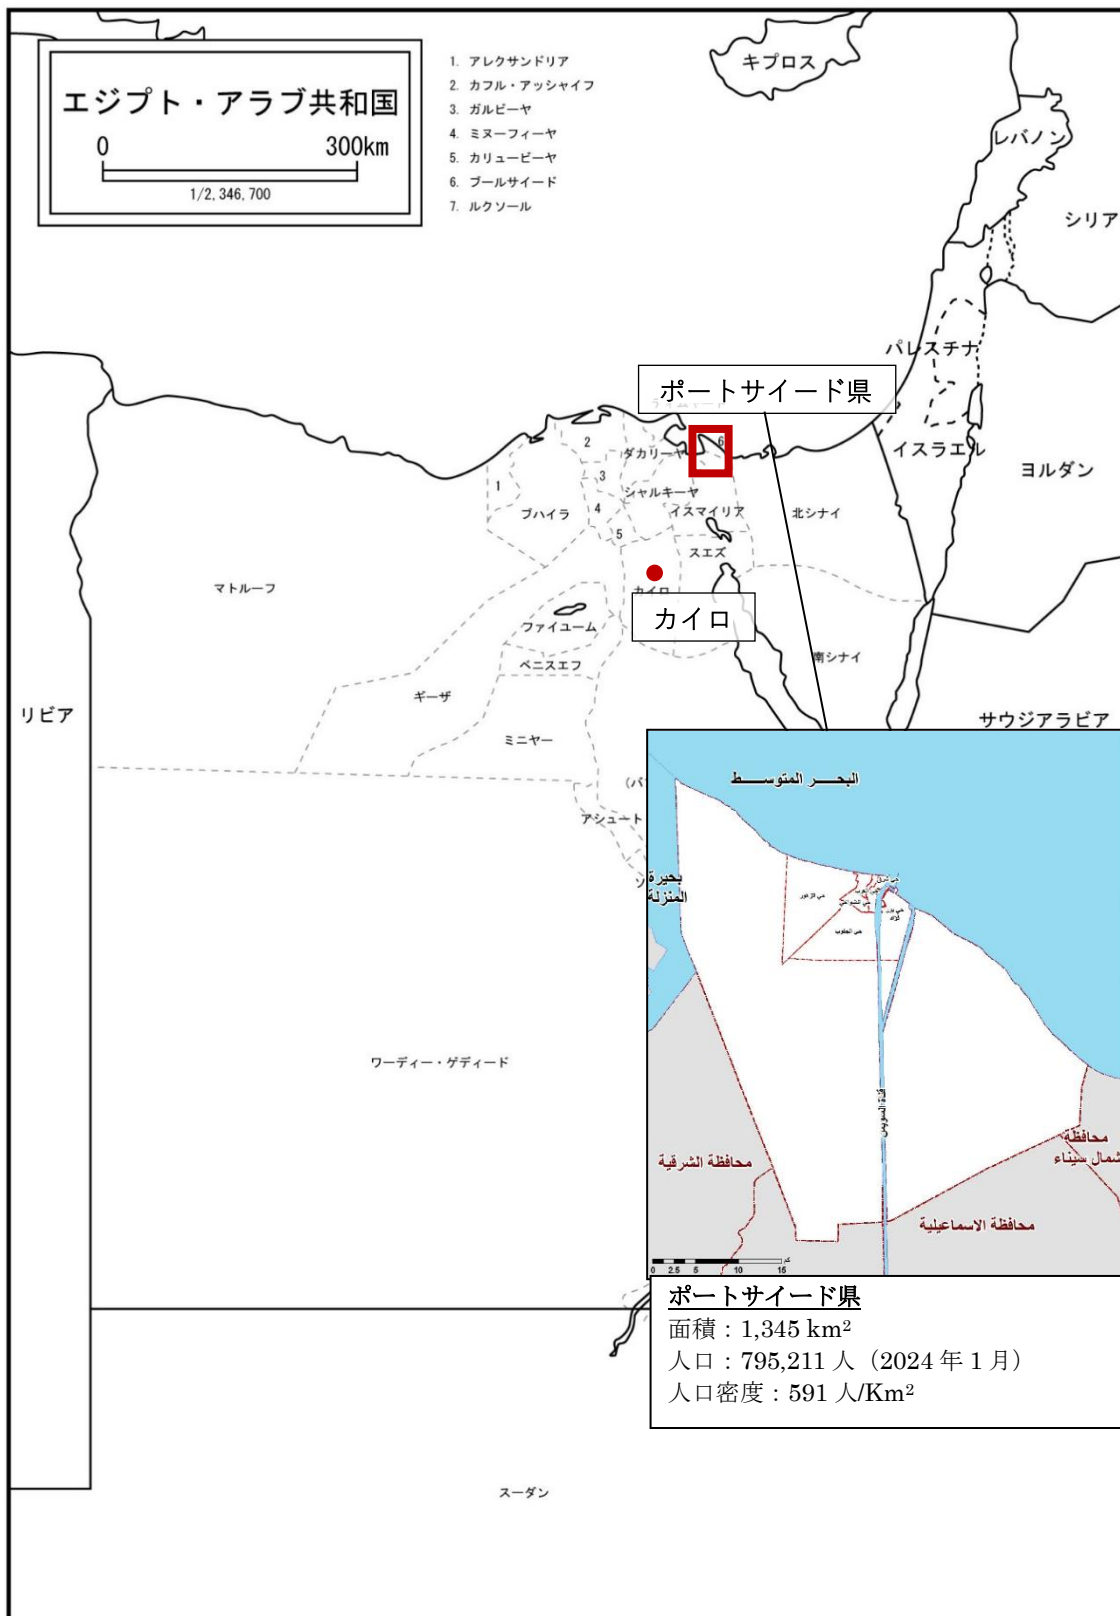 エジプト・アラブ共和国
0 300km
1/2,346,700
1. アレクサンドリア
2. カフル・アッシャイフ
3. ガルビーヤ
4. ミヌーフィーヤ
5. カリュービーヤ
6. ブールサイード
7. ルクソール
キプロス
レバノン
シリア
パレスチナ
ポートサイード県
イスラエル
ヨルダン
2
6
ダカリーヤ
1
3
シャルキーヤ
4
ブハイラ
イスマイリア
北シナイ
5
スエズ
マトルーフ
カイロ
カイロ
ファイユーム
ベニスエフ
南シナイ
ギーザ
リビア
サウジアラビア
ミニヤー
アシュート
ワーディー・ゲディード
スーダン
البحــر المتوســـط
بحيرة
المنزلة
حي الزهور
حي الجنوب
قناة السويس
محافظة الشرقية
محافظة
شمال سيناء
محافظة الاسماعيلية
0 2.5 5 10 15 كم
ポートサイード県
面積：1,345 km²
人口：795,211 人（2024 年 1 月）
人口密度：591 人/Km²